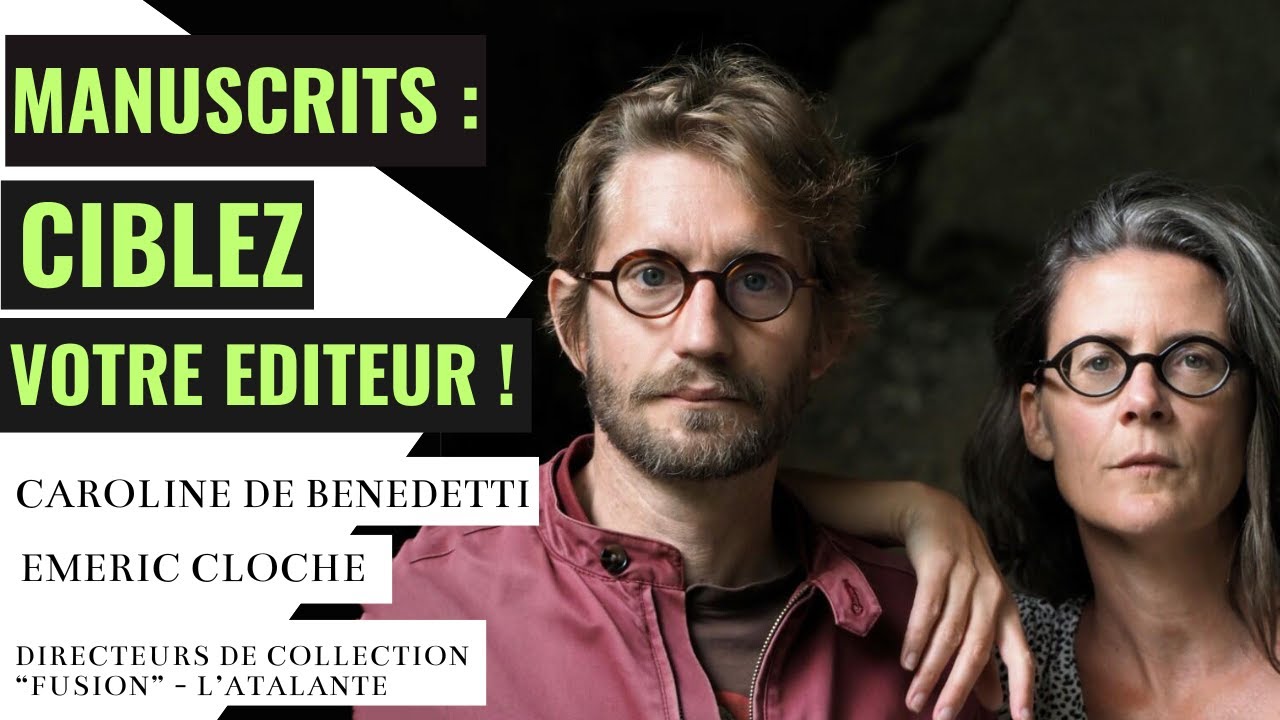 MANUSCRITS :
CIBLEZ
VOTRE EDITEUR !
CAROLINE DE BENEDETTI
EMERIC CLOCHE
DIRECTEURS DE COLLECTION
“FUSION” - L’ATALANTE